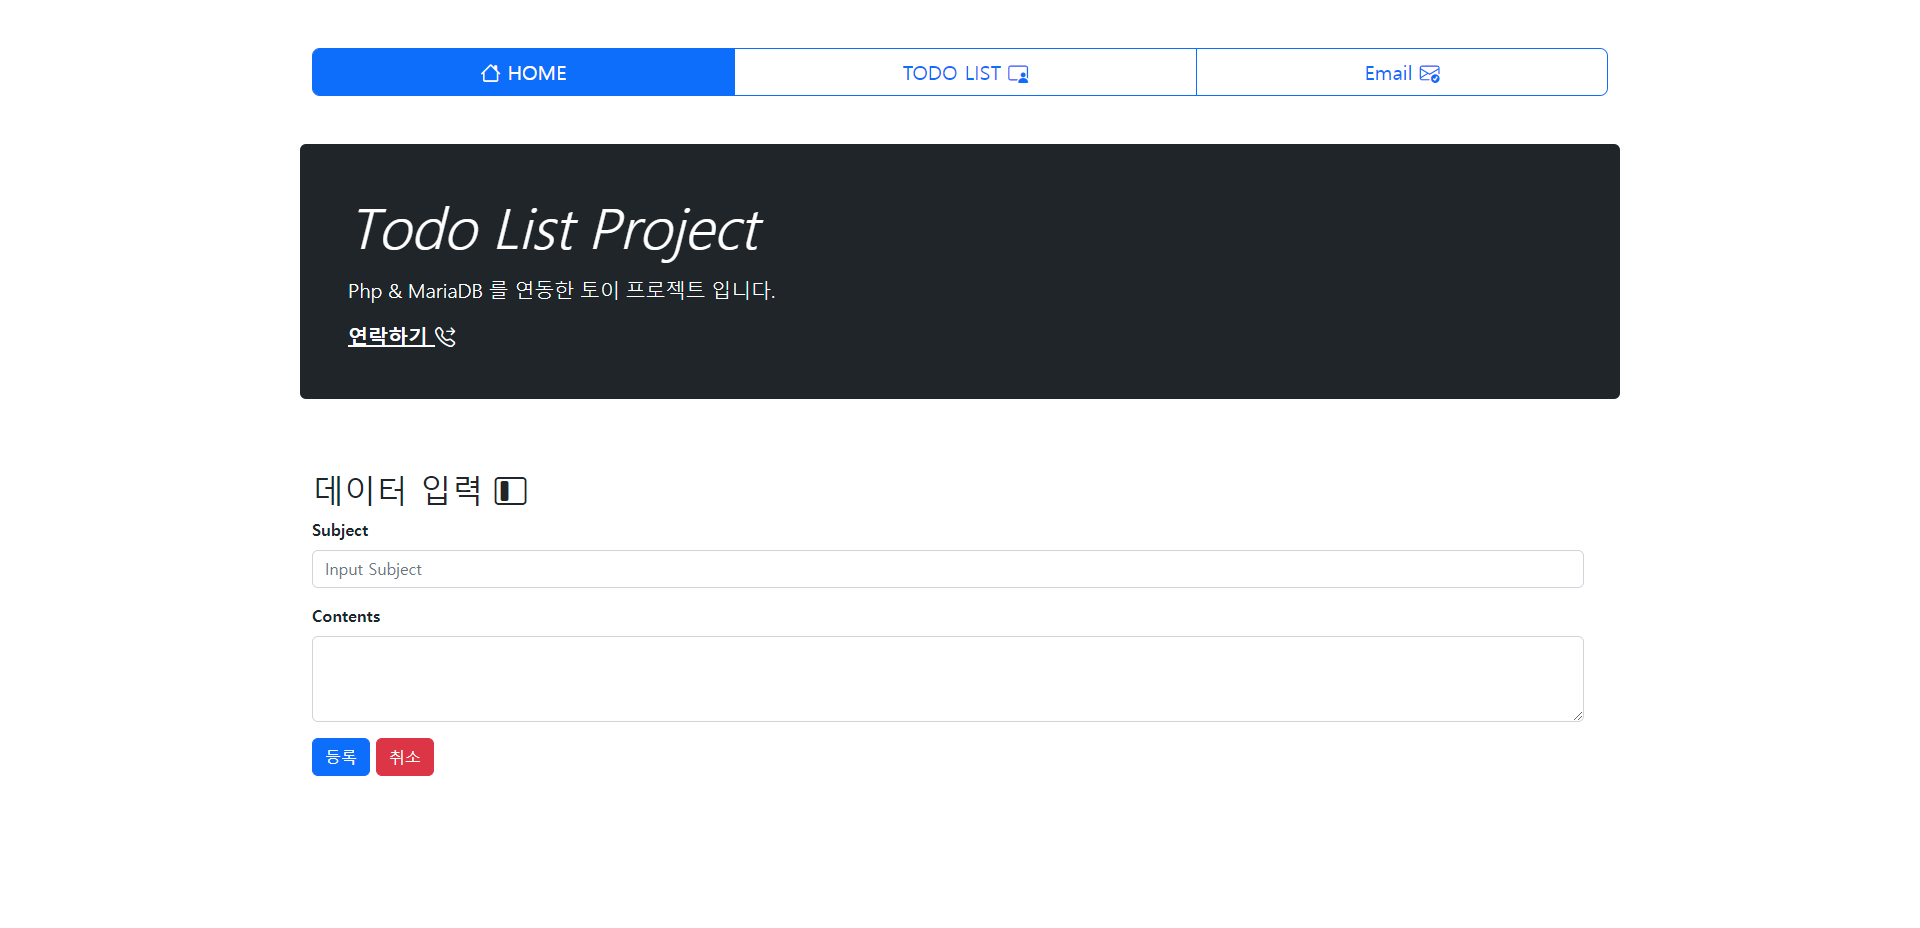 HOME
TODO LIST
Email
Todo List Project
Php & MariaDB 를 연동한 토이 프로젝트 입니다.
연락하기
데이터 입력
Subject
Input Subject
Contents
등록
취소